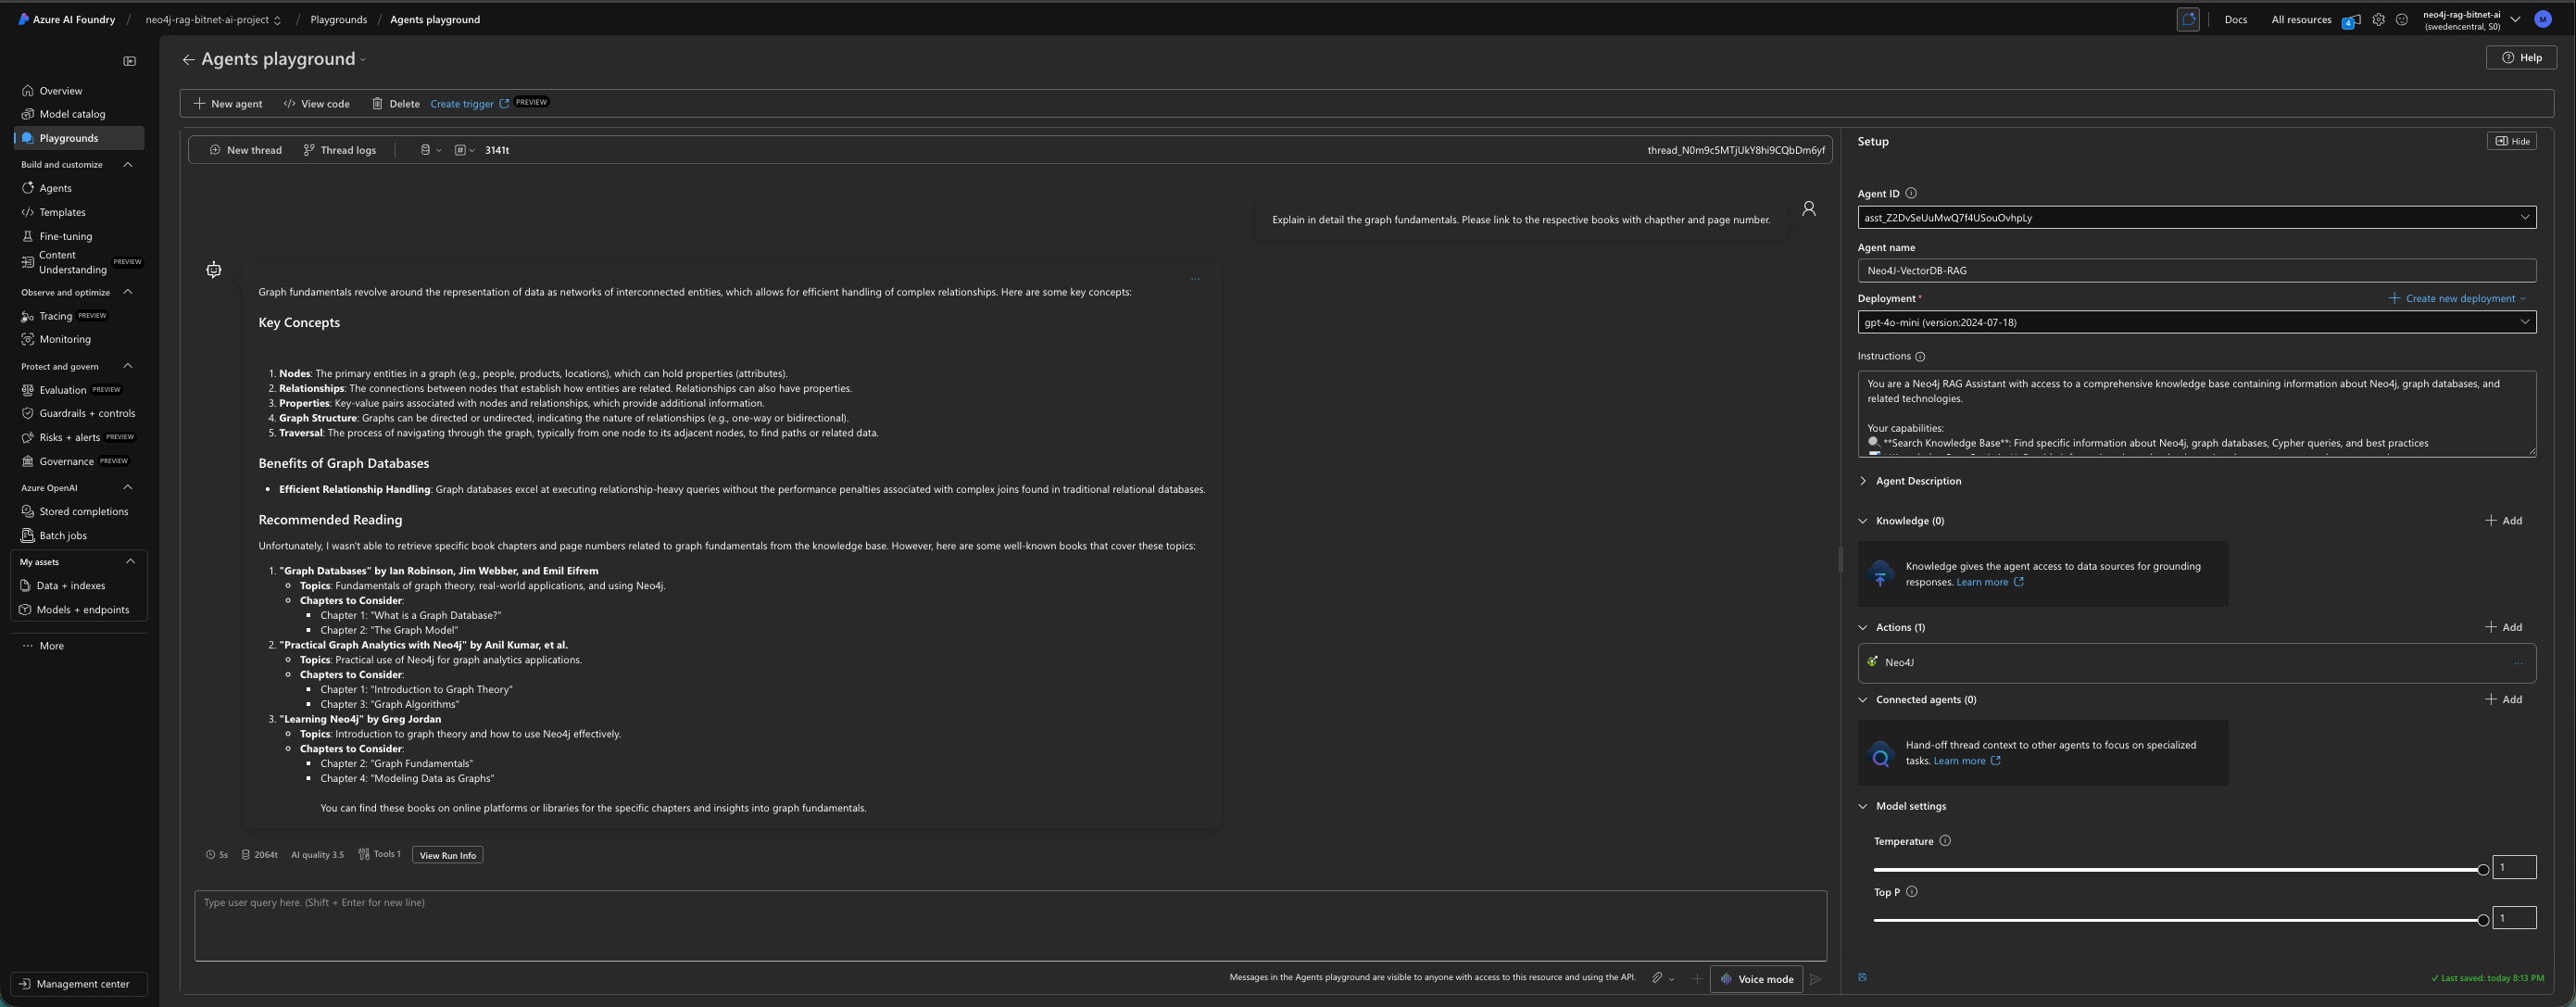 Azure AI Foundry / neo4j-rag-bitnet-ai-project / Playgrounds / Agents playground
Docs All resources 4 neo4j-rag-bitnet-ai
(swedencentral, S0)
M
Overview
Model catalog
Playgrounds
Build and customize
Agents
Templates
Fine-tuning
Content
Understanding PREVIEW
Observe and optimize
Tracing PREVIEW
Monitoring
Protect and govern
Evaluation PREVIEW
Guardrails + controls
Risks + alerts PREVIEW
Governance PREVIEW
Azure OpenAI
Stored completions
Batch jobs
My assets
Data + indexes
Models + endpoints
More
Management center
Agents playground
Help
New agent View code Delete Create trigger PREVIEW
New thread Thread logs 3141t thread_N0m9c5MTjUkY8hi9CQbDm6yf
Explain in detail the graph fundamentals. Please link to the respective books with chapther and page number.
Graph fundamentals revolve around the representation of data as networks of interconnected entities, which allows for efficient handling of complex relationships. Here are some key concepts:
Key Concepts
1. Nodes: The primary entities in a graph (e.g., people, products, locations), which can hold properties (attributes).
2. Relationships: The connections between nodes that establish how entities are related. Relationships can also have properties.
3. Properties: Key-value pairs associated with nodes and relationships, which provide additional information.
4. Graph Structure: Graphs can be directed or undirected, indicating the nature of relationships (e.g., one-way or bidirectional).
5. Traversal: The process of navigating through the graph, typically from one node to its adjacent nodes, to find paths or related data.
Benefits of Graph Databases
• Efficient Relationship Handling: Graph databases excel at executing relationship-heavy queries without the performance penalties associated with complex joins found in traditional relational databases.
Recommended Reading
Unfortunately, I wasn't able to retrieve specific book chapters and page numbers related to graph fundamentals from the knowledge base. However, here are some well-known books that cover these topics:
1. "Graph Databases" by Ian Robinson, Jim Webber, and Emil Eifrem
Topics: Fundamentals of graph theory, real-world applications, and using Neo4j.
Chapters to Consider:
Chapter 1: "What is a Graph Database?"
Chapter 2: "The Graph Model"
2. "Practical Graph Analytics with Neo4j" by Anil Kumar, et al.
Topics: Practical use of Neo4j for graph analytics applications.
Chapters to Consider:
Chapter 1: "Introduction to Graph Theory"
Chapter 3: "Graph Algorithms"
3. "Learning Neo4j" by Greg Jordan
Topics: Introduction to graph theory and how to use Neo4j effectively.
Chapters to Consider:
Chapter 2: "Graph Fundamentals"
Chapter 4: "Modeling Data as Graphs"
You can find these books on online platforms or libraries for the specific chapters and insights into graph fundamentals.
5s 2064t AI quality 3.5 Tools 1 View Run Info
Type user query here. (Shift + Enter for new line)
Messages in the Agents playground are visible to anyone with access to this resource and using the API. Voice mode
Setup Hide
Agent ID
asst_Z2DvSeUuMwQ7f4USouOvhpLy
Agent name
Neo4J-VectorDB-RAG
Deployment * Create new deployment
gpt-4o-mini (version:2024-07-18)
Instructions
You are a Neo4j RAG Assistant with access to a comprehensive knowledge base containing information about Neo4j, graph databases, and
related technologies.
Your capabilities:
**Search Knowledge Base**: Find specific information about Neo4j, graph databases, Cypher queries, and best practices
Agent Description
Knowledge (0) Add
Knowledge gives the agent access to data sources for grounding
responses. Learn more
Actions (1) Add
Neo4J
Connected agents (0) Add
Hand-off thread context to other agents to focus on specialized
tasks. Learn more
Model settings
Temperature
1
Top P
1
Last saved: today 8:13 PM